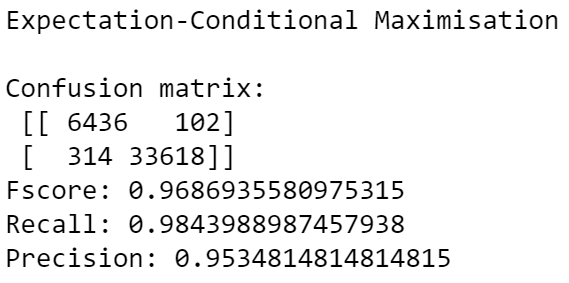 Expectation-Conditional Maximisation
Confusion matrix:
[[ 6436 102]
[ 314 33618]]
Fscore: 0.9686935580975315
Recall: 0.9843988987457938
Precision: 0.9534814814814815